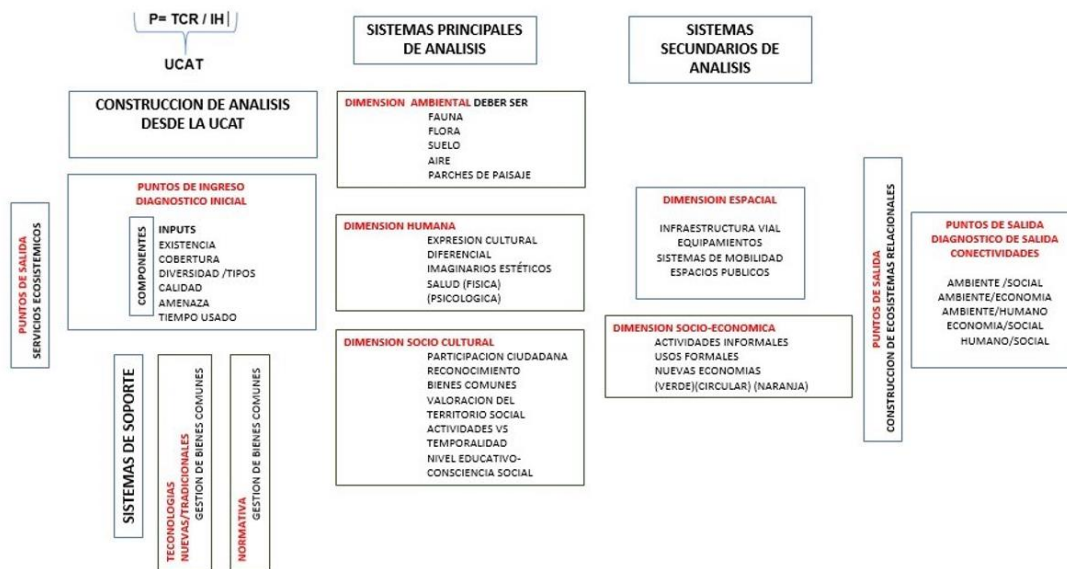 P= TCR / IH|
UCAT
CONSTRUCCION DE ANALISIS
DESDE LA UCAT
PUNTOS DE SALIDA
SERVICIOS ECOSISTEMICOS
PUNTOS DE INGRESO
DIAGNOSTICO INICIAL
COMPONENTES
INPUTS
EXISTENCIA
COBERTURA
DIVERSIDAD /TIPOS
CALIDAD
AMENAZA
TIEMPO USADO
SISTEMAS DE SOPORTE
TECONOLOGIAS
NUEVAS/TRADICIONALES
GESTION DE BIENES COMUNES
NORMATIVA
GESTION DE BIENES COMUNES
SISTEMAS PRINCIPALES
DE ANALISIS
DIMENSION AMBIENTAL DEBER SER
FAUNA
FLORA
SUELO
AIRE
PARCHES DE PAISAJE
DIMENSION HUMANA
EXPRESION CULTURAL
DIFERENCIAL
IMAGINARIOS ESTÉTICOS
SALUD (FISICA)
(PSICOLOGICA)
DIMENSION SOCIO CULTURAL
PARTICIPACION CIUDADANA
RECONOCIMIENTO
BIENES COMUNES
VALORACION DEL
TERRITORIO SOCIAL
ACTIVIDADES VS
TEMPORALIDAD
NIVEL EDUCATIVO-
CONSCIENCIA SOCIAL
SISTEMAS
SECUNDARIOS DE
ANALISIS
DIMENSIOIN ESPACIAL
INFRAESTRUCTURA VIAL
EQUIPAMIENTOS
SISTEMAS DE MOBILIDAD
ESPACIOS PUBLICOS
DIMENSION SOCIO-ECONOMICA
ACTIVIDADES INFORMALES
USOS FORMALES
NUEVAS ECONOMIAS
(VERDE)(CIRCULAR) (NARANJA)
PUNTOS DE SALIDA
CONSTRUCCION DE ECOSISTEMAS RELACIONALES
PUNTOS DE SALIDA
DIAGNOSTICO DE SALIDA
CONECTIVIDADES
AMBIENTE /SOCIAL
AMBIENTE/ECONOMIA
AMBIENTE/HUMANO
ECONOMIA/SOCIAL
HUMANO/SOCIAL